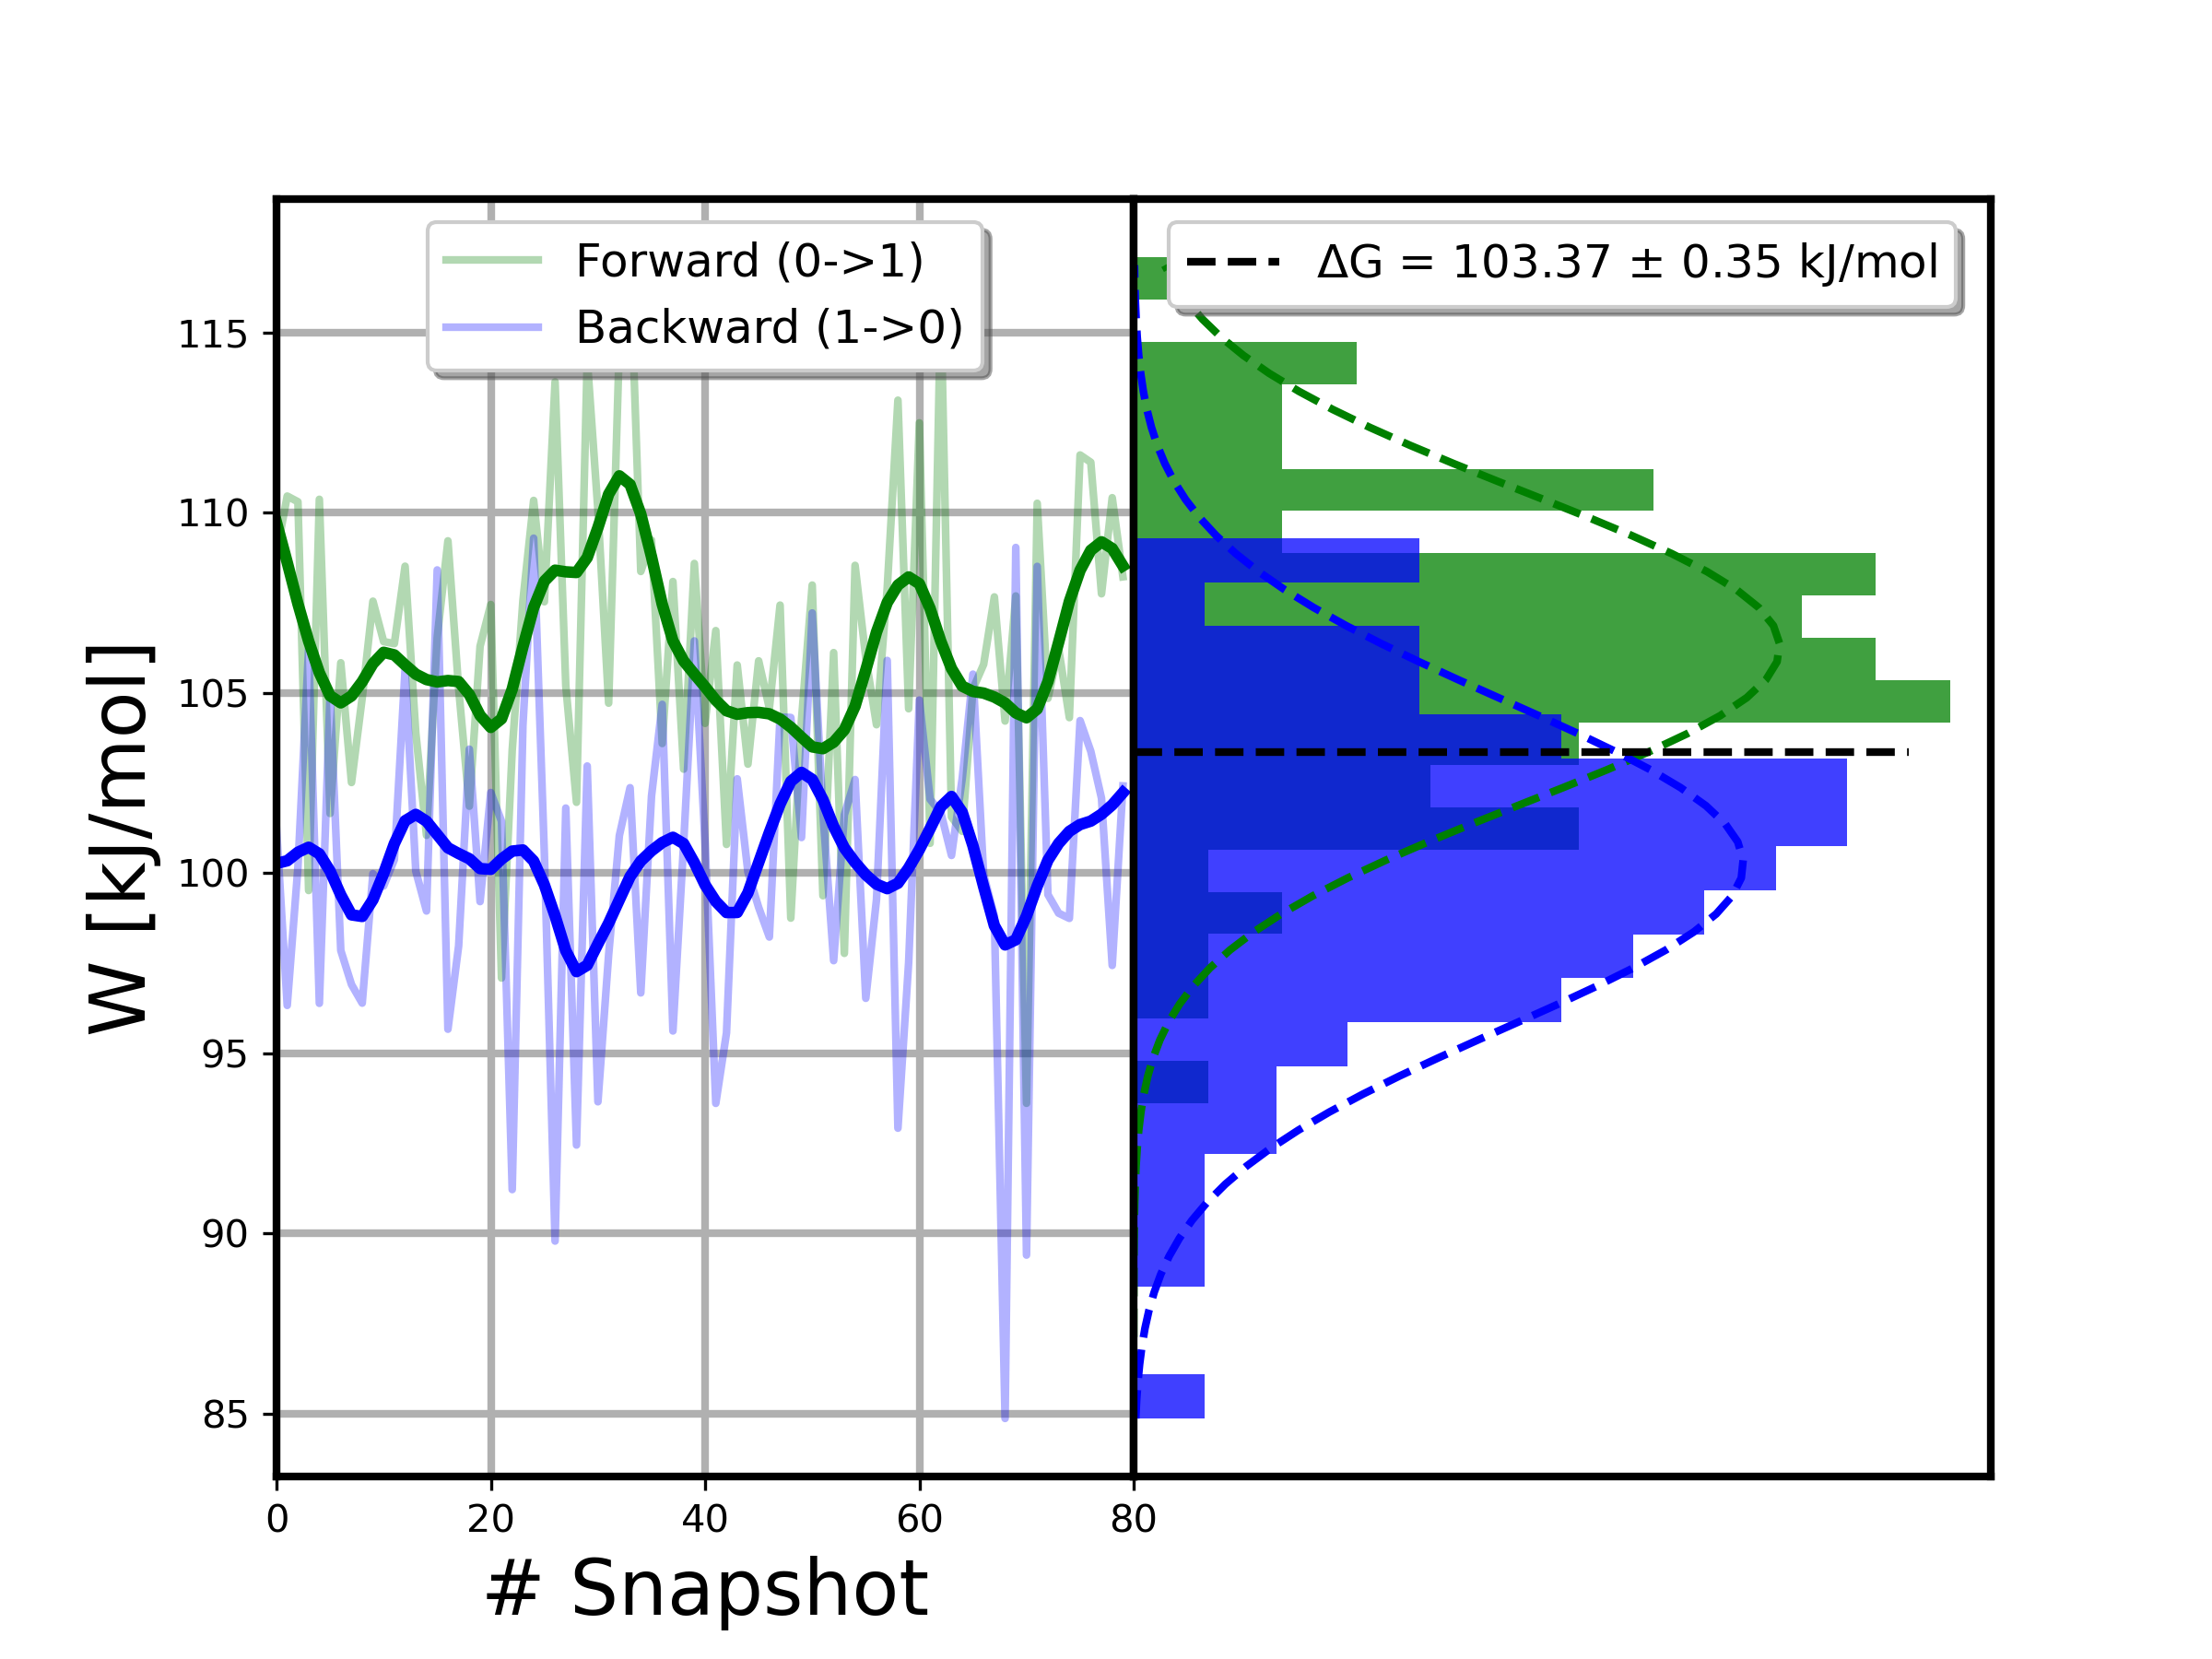 Forward (0->1)
Backward (1->0)
ΔG = 103.37 ± 0.35 kJ/mol
115
110
105
100
95
90
85
W [kJ/mol]
0 20 40 60 80
# Snapshot